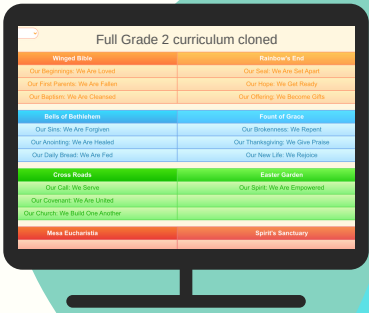 Full Grade 2 curriculum cloned
Winged Bible Rainbow's End
Our Beginnings: We Are Loved Our Seal: We Are Set Apart
Our First Parents: We Are Fallen Our Hope: We Get Ready
Our Baptism: We Are Cleansed Our Offering: We Become Gifts
Bells of Bethlehem Fount of Grace
Our Sins: We Are Forgiven Our Brokenness: We Repent
Our Anointing: We Are Healed Our Thanksgiving: We Give Praise
Our Daily Bread: We Are Fed Our New Life: We Rejoice
Cross Roads Easter Garden
Our Call: We Serve Our Spirit: We Are Empowered
Our Covenant: We Are United
Our Church: We Build One Another
Mesa Eucharistia Spirit's Sanctuary